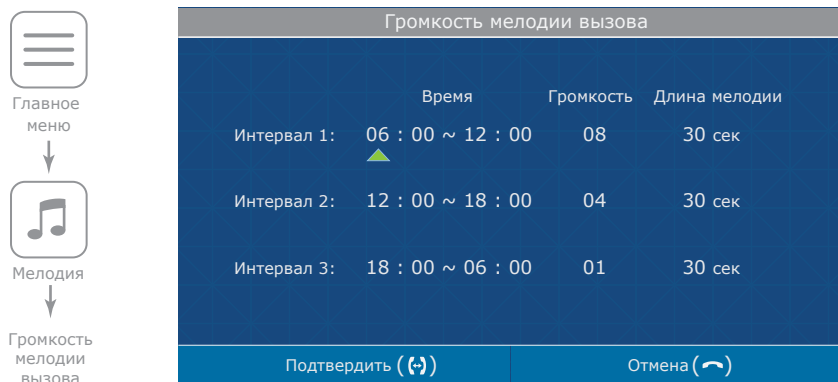 Громкость мелодии вызова
Главное
меню
Мелодия
Громкость
мелодии
вызова
Время Громкость Длина мелодии
Интервал 1: 06 : 00 ~ 12 : 00 08 30 сек
Интервал 2: 12 : 00 ~ 18 : 00 04 30 сек
Интервал 3: 18 : 00 ~ 06 : 00 01 30 сек
Подтвердить ( ) Отмена ( )